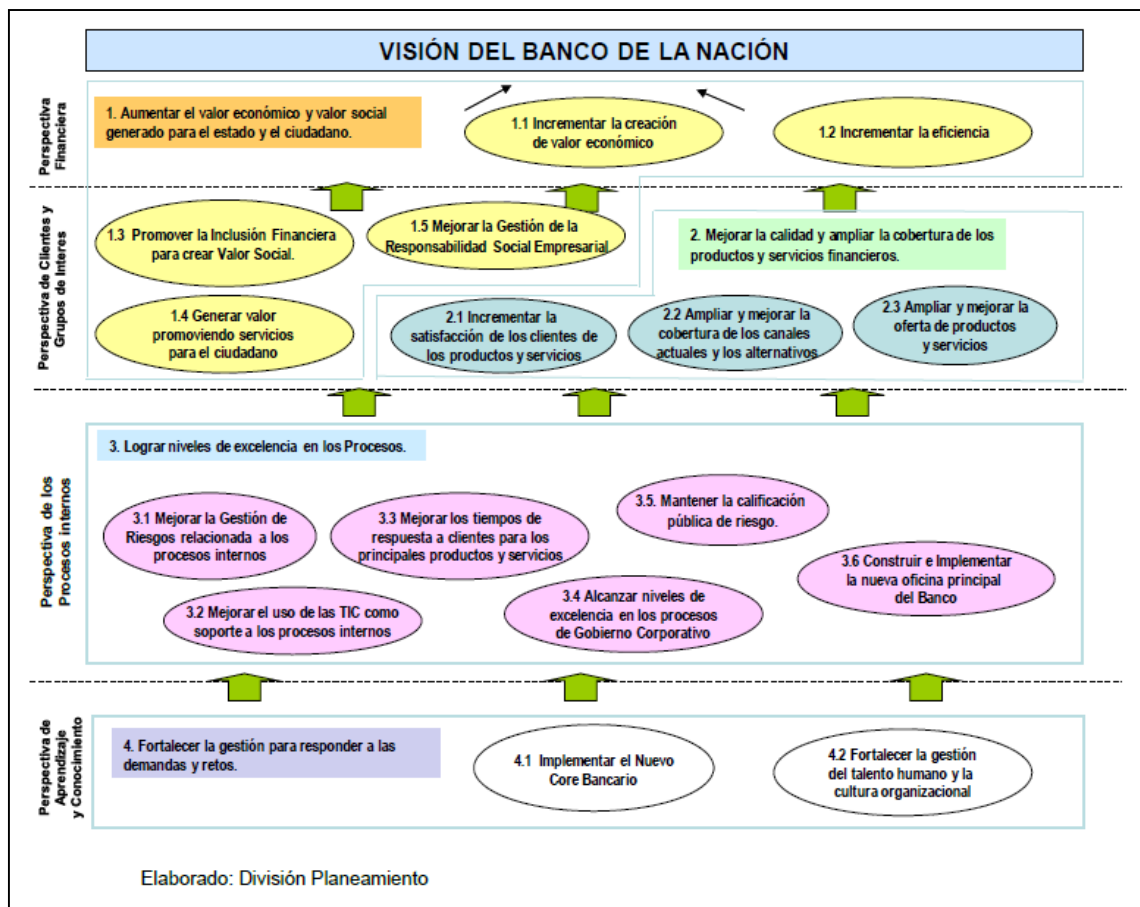 VISIÓN DEL BANCO DE LA NACIÓN
Perspectiva
Financiera
1. Aumentar el valor económico y valor social
generado para el estado y el ciudadano.
1.1 Incrementar la creación
de valor económico
1.2 Incrementar la eficiencia
Perspectiva de Clientes y
Grupos de Interes
1.3 Promover la Inclusión Financiera
para crear Valor Social.
1.5 Mejorar la Gestión de la
Responsabilidad Social Empresarial
2. Mejorar la calidad y ampliar la cobertura de los
productos y servicios financieros.
1.4 Generar valor
promoviendo servicios
para el ciudadano
2.1 Incrementar la
satisfacción de los clientes de
los productos y servicios
2.2 Ampliar y mejorar la
cobertura de los canales
actuales y los alternativos
2.3 Ampliar y mejorar la
oferta de productos
y servicios
Perspectiva de los
Procesos internos
3. Lograr niveles de excelencia en los Procesos.
3.1 Mejorar la Gestión de
Riesgos relacionada a los
procesos internos
3.3 Mejorar los tiempos de
respuesta a clientes para los
principales productos y servicios
3.5. Mantener la calificación
pública de riesgo.
3.6 Construir e Implementar
la nueva oficina principal
del Banco
3.2 Mejorar el uso de las TIC como
soporte a los procesos internos
3.4 Alcanzar niveles de
excelencia en los procesos
de Gobierno Corporativo
Perspectiva de
Aprendizaje
y Conocimiento
4. Fortalecer la gestión para responder a las
demandas y retos.
4.1 Implementar el Nuevo
Core Bancario
4.2 Fortalecer la gestión
del talento humano y la
cultura organizacional
Elaborado: División Planeamiento